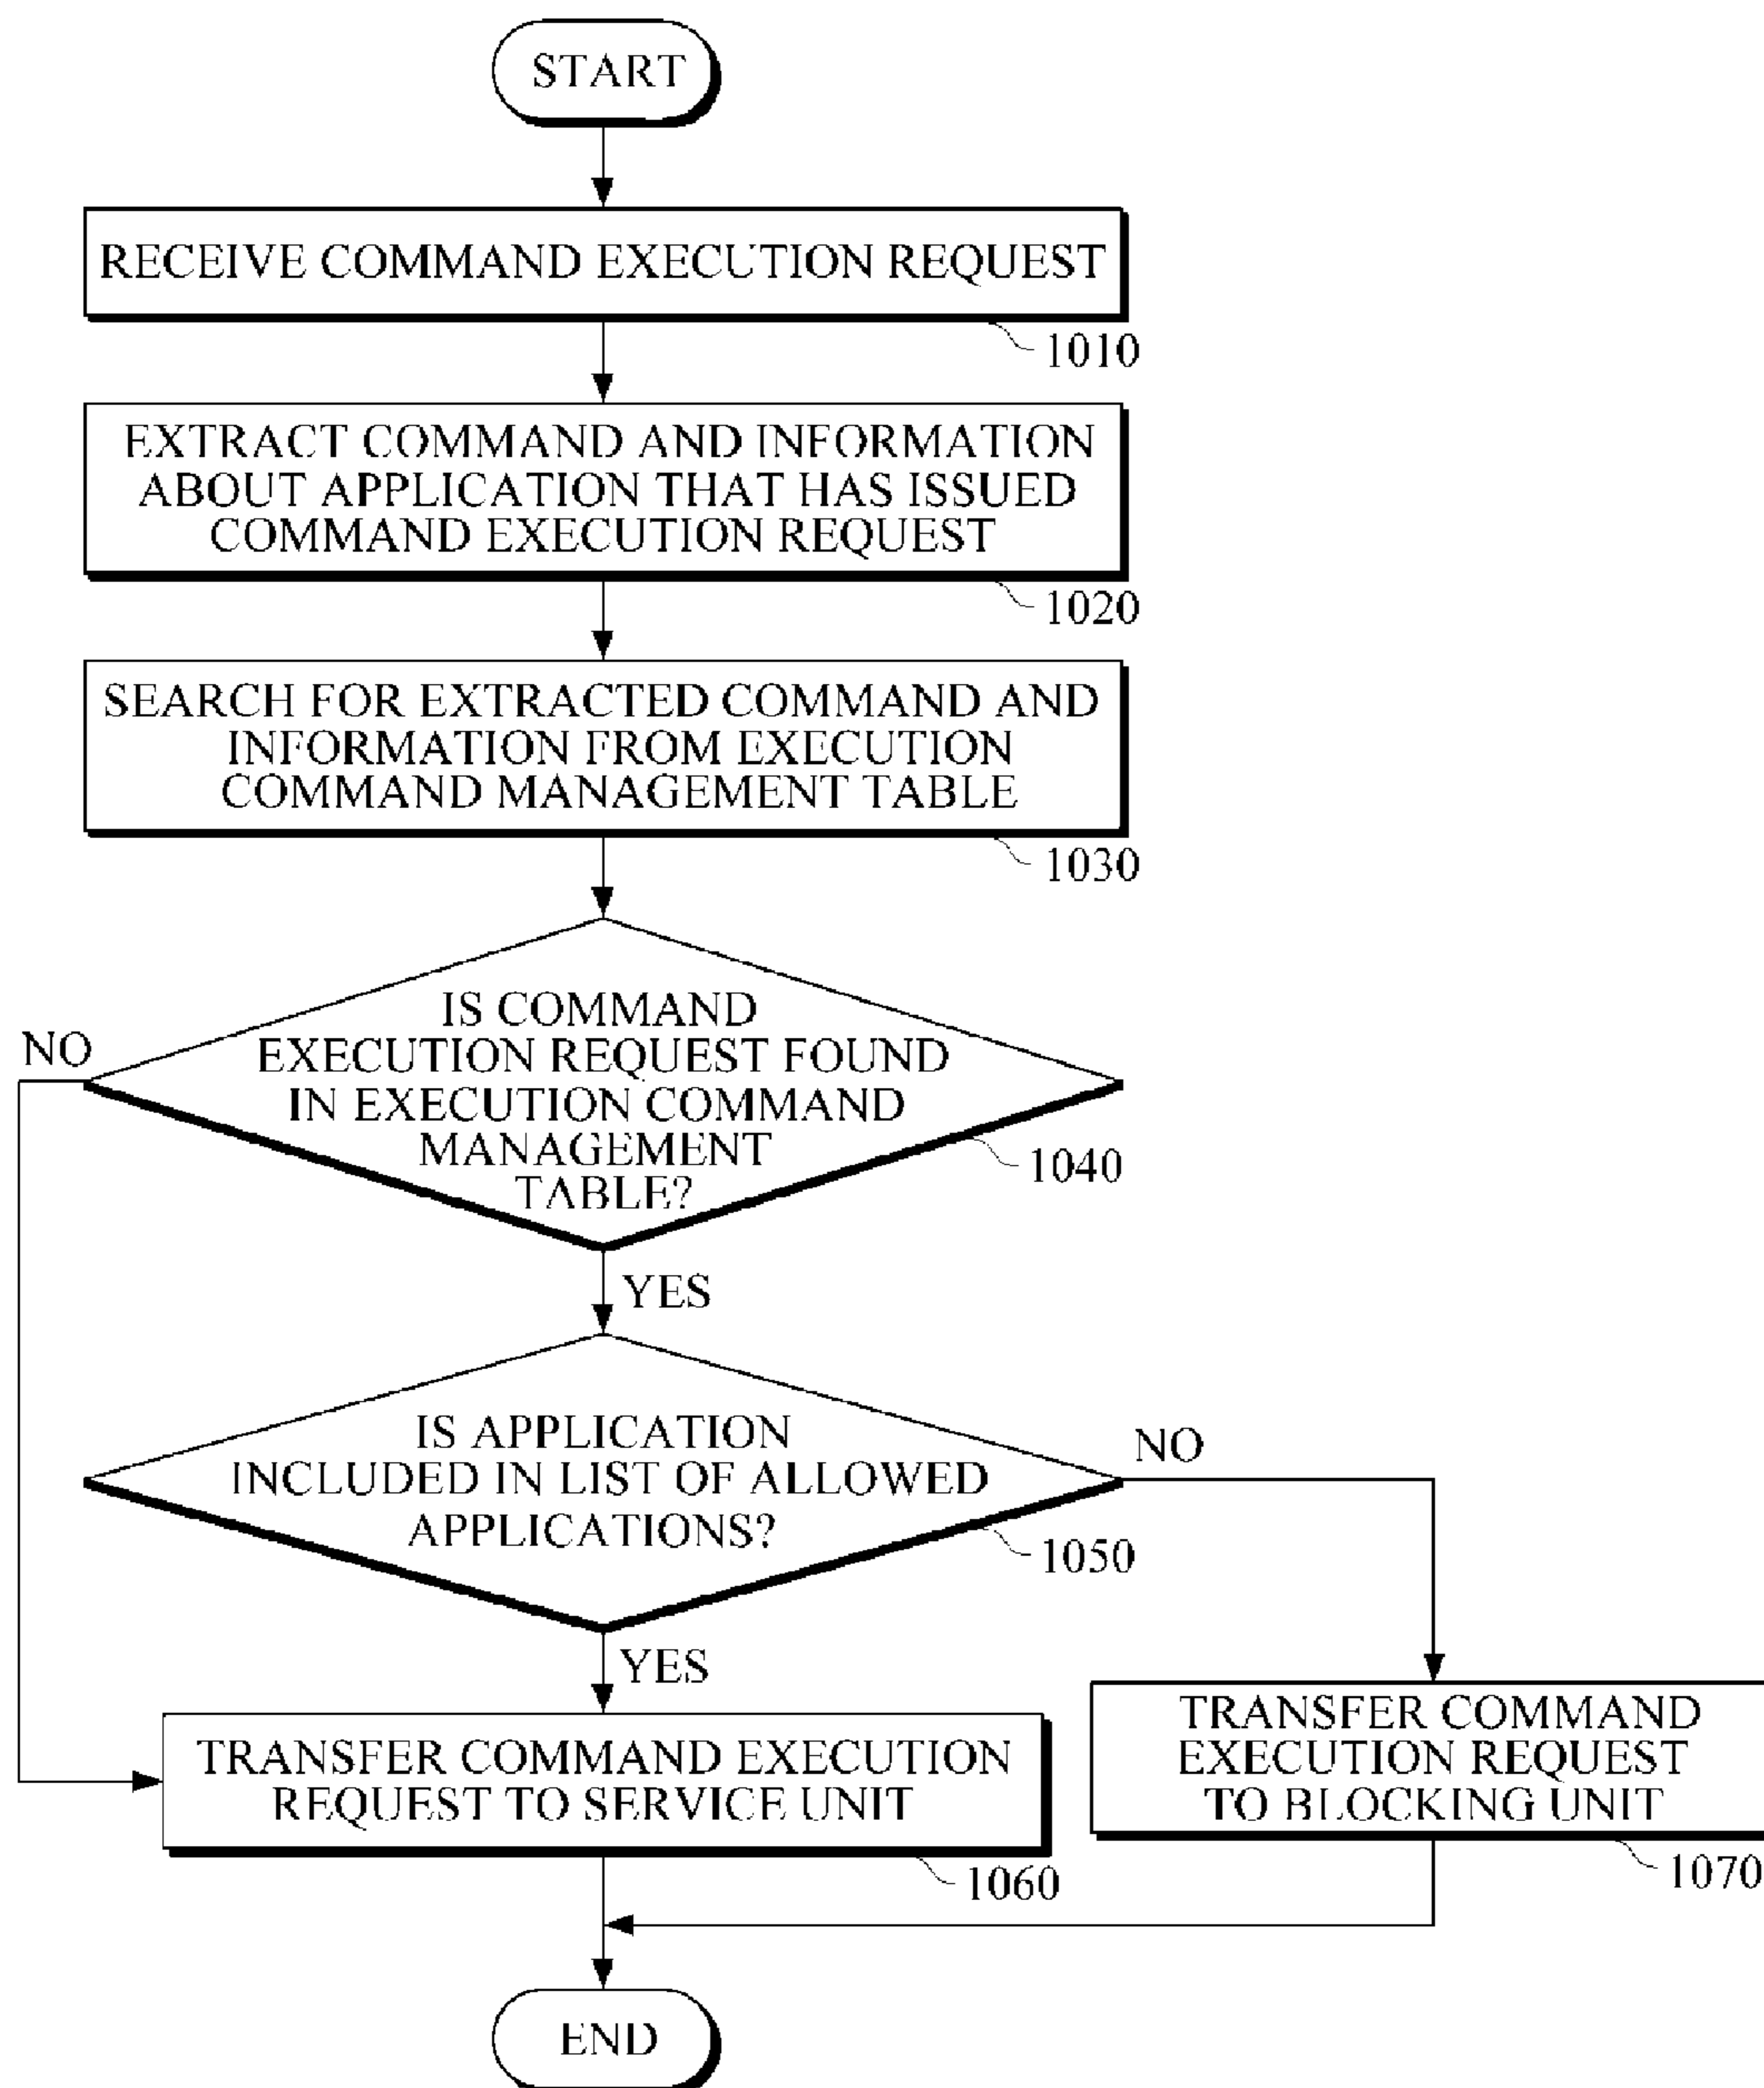 START
RECEIVE COMMAND EXECUTION REQUEST
1010
EXTRACT COMMAND AND INFORMATION
ABOUT APPLICATION THAT HAS ISSUED
COMMAND EXECUTION REQUEST
1020
SEARCH FOR EXTRACTED COMMAND AND
INFORMATION FROM EXECUTION
COMMAND MANAGEMENT TABLE
1030
IS COMMAND
EXECUTION REQUEST FOUND
IN EXECUTION COMMAND
MANAGEMENT
TABLE?
NO
1040
YES
IS APPLICATION
INCLUDED IN LIST OF ALLOWED
APPLICATIONS?
NO
1050
YES
TRANSFER COMMAND EXECUTION
REQUEST TO SERVICE UNIT
1060
TRANSFER COMMAND
EXECUTION REQUEST
TO BLOCKING UNIT
1070
END